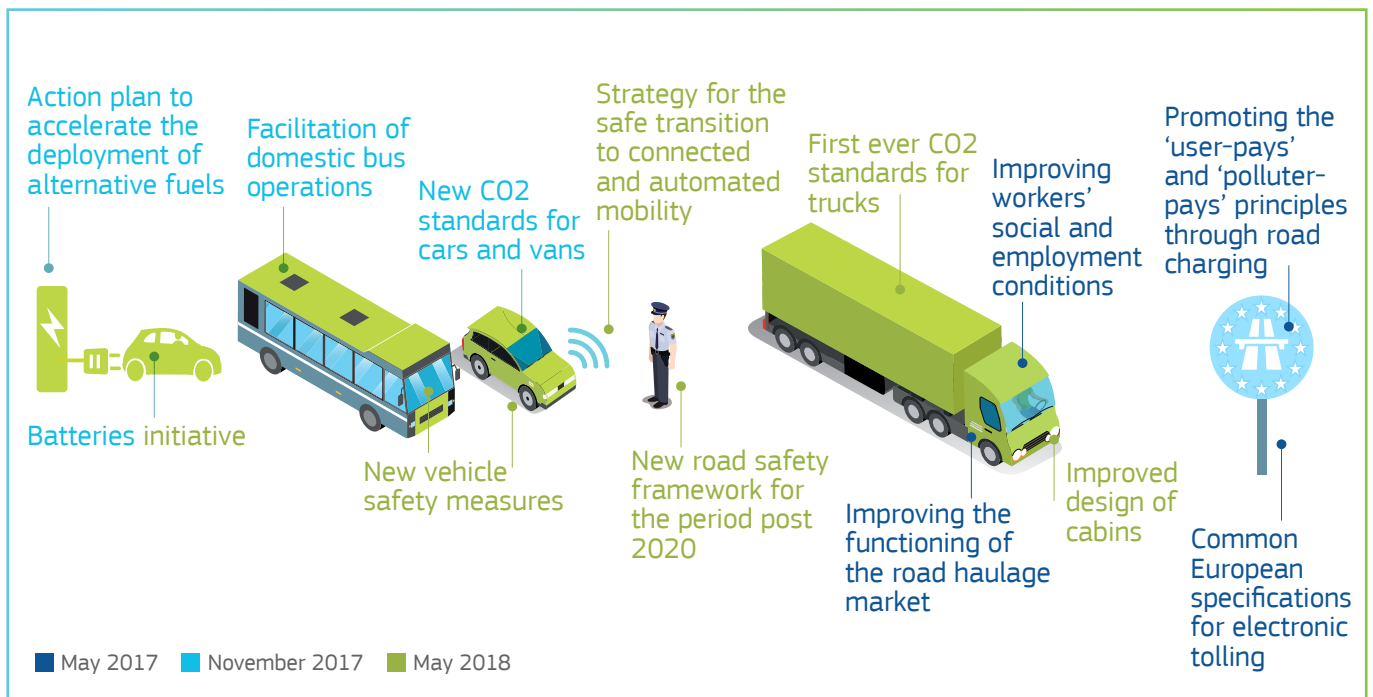 Action plan to
accelerate the
deployment of
alternative fuels
Facilitation of
domestic bus
operations
New CO2
standards for
cars and vans
Strategy for the
safe transition
to connected
and automated
mobility
First ever CO2
standards for
trucks
Improving
workers’
social and
employment
conditions
Promoting the
‘user-pays’
and ‘polluter-
pays’ principles
through road
charging
Batteries initiative
New vehicle
safety measures
New road safety
framework for
the period post
2020
Improving the
functioning of
the road haulage
market
Improved
design of
cabins
Common
European
specifications
for electronic
tolling
May 2017
November 2017
May 2018